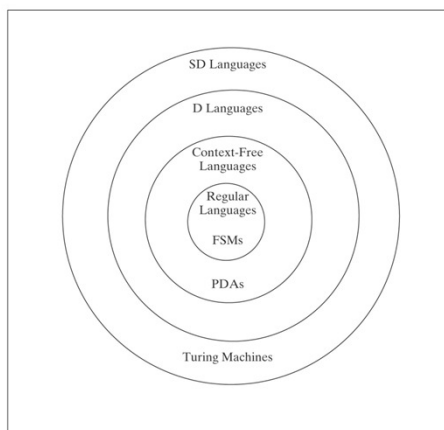 SD Languages
D Languages
Context-Free
Languages
Regular
Languages
FSMs
PDAs
Turing Machines